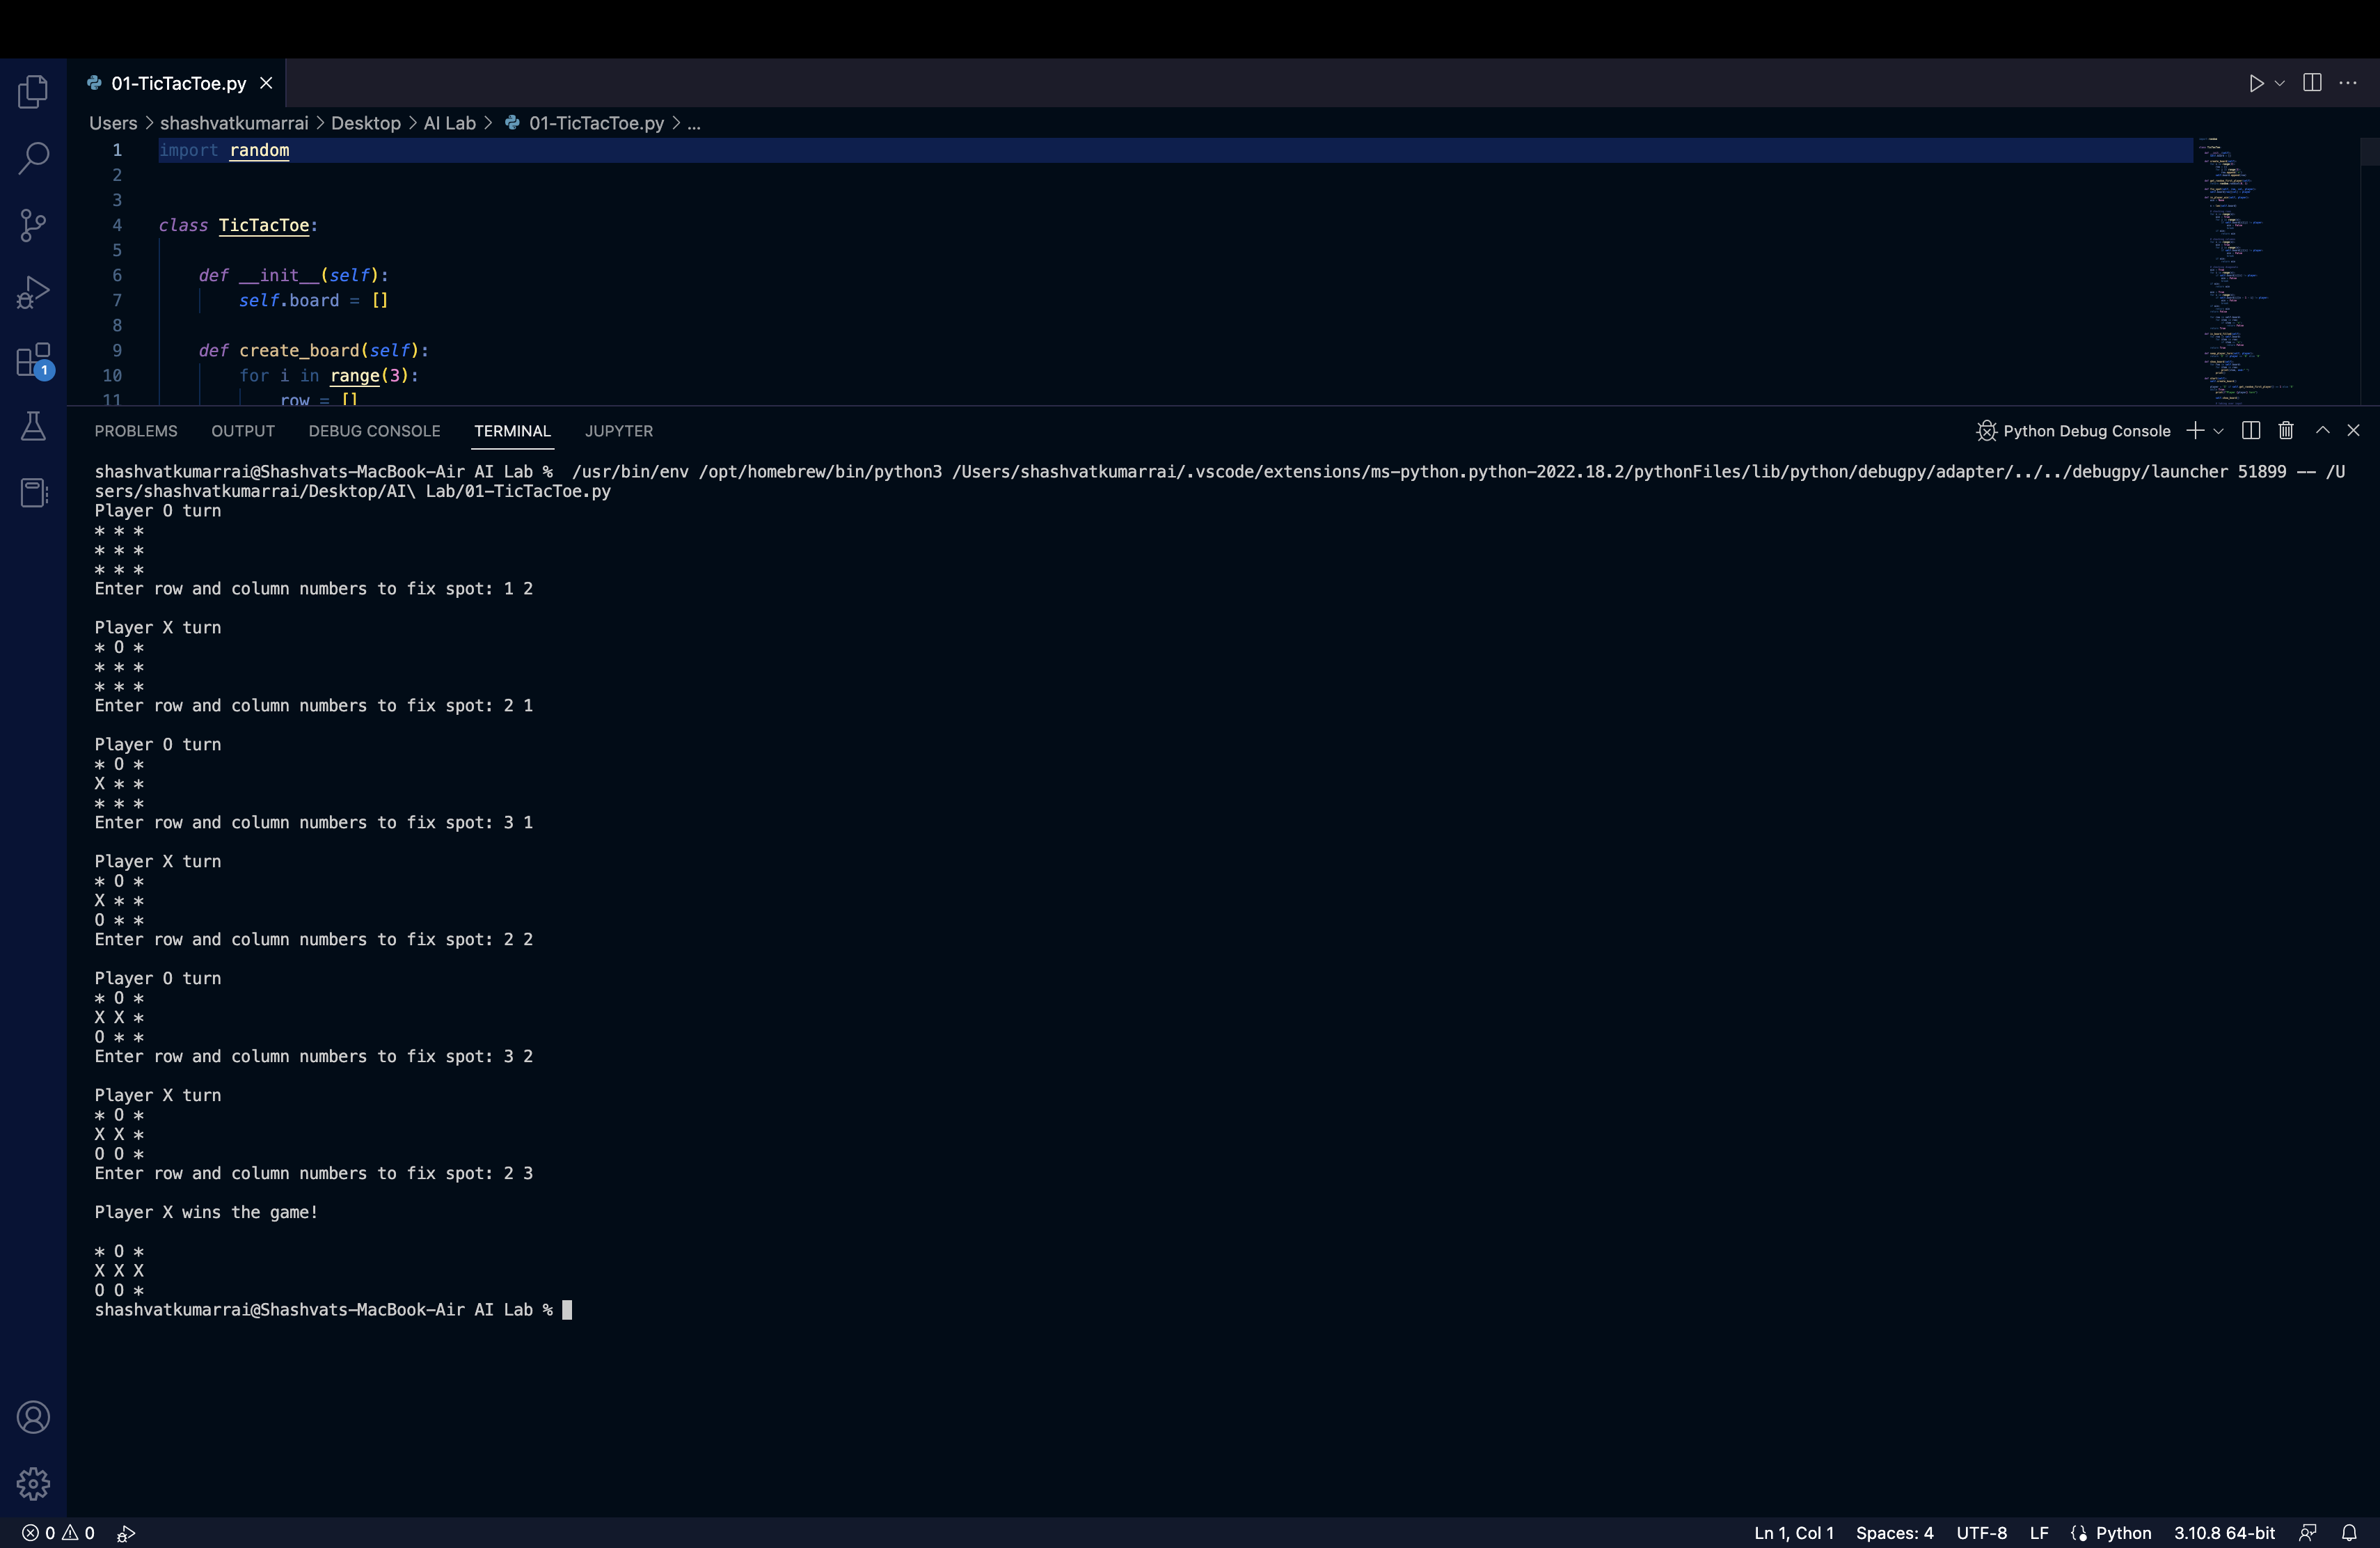 01-TicTacToe.py
Users > shashvatkumarrai > Desktop > AI Lab > 01-TicTacToe.py > ...
1 import random
2
3
4 class TicTacToe:
5
6 def __init__(self):
7 self.board = []
8
9 def create_board(self):
10 for i in range(3):
11 row = []
1
PROBLEMS OUTPUT DEBUG CONSOLE TERMINAL JUPYTER Python Debug Console
shashvatkumarrai@Shashvats-MacBook-Air AI Lab % /usr/bin/env /opt/homebrew/bin/python3 /Users/shashvatkumarrai/.vscode/extensions/ms-python.python-2022.18.2/pythonFiles/lib/python/debugpy/adapter/../../debugpy/launcher 51899 -- /U
sers/shashvatkumarrai/Desktop/AI\ Lab/01-TicTacToe.py
Player O turn
* * *
* * *
* * *
Enter row and column numbers to fix spot: 1 2

Player X turn
* O *
* * *
* * *
Enter row and column numbers to fix spot: 2 1

Player O turn
* O *
X * *
* * *
Enter row and column numbers to fix spot: 3 1

Player X turn
* O *
X * *
O * *
Enter row and column numbers to fix spot: 2 2

Player O turn
* O *
X X *
O * *
Enter row and column numbers to fix spot: 3 2

Player X turn
* O *
X X *
O O *
Enter row and column numbers to fix spot: 2 3

Player X wins the game!

* O *
X X X
O O *
shashvatkumarrai@Shashvats-MacBook-Air AI Lab %
0 0 Ln 1, Col 1 Spaces: 4 UTF-8 LF Python 3.10.8 64-bit